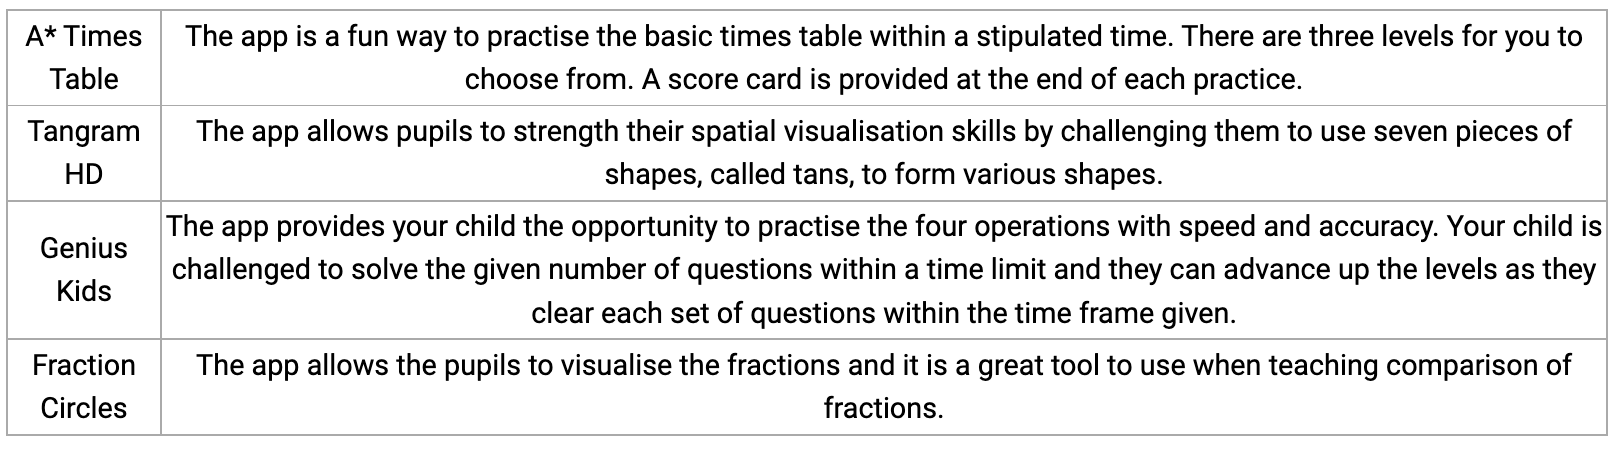 A* Times
Table
The app is a fun way to practise the basic times table within a stipulated time. There are three levels for you to
choose from. A score card is provided at the end of each practice.
Tangram
HD
The app allows pupils to strength their spatial visualisation skills by challenging them to use seven pieces of
shapes, called tans, to form various shapes.
Genius
Kids
The app provides your child the opportunity to practise the four operations with speed and accuracy. Your child is
challenged to solve the given number of questions within a time limit and they can advance up the levels as they
clear each set of questions within the time frame given.
Fraction
Circles
The app allows the pupils to visualise the fractions and it is a great tool to use when teaching comparison of
fractions.